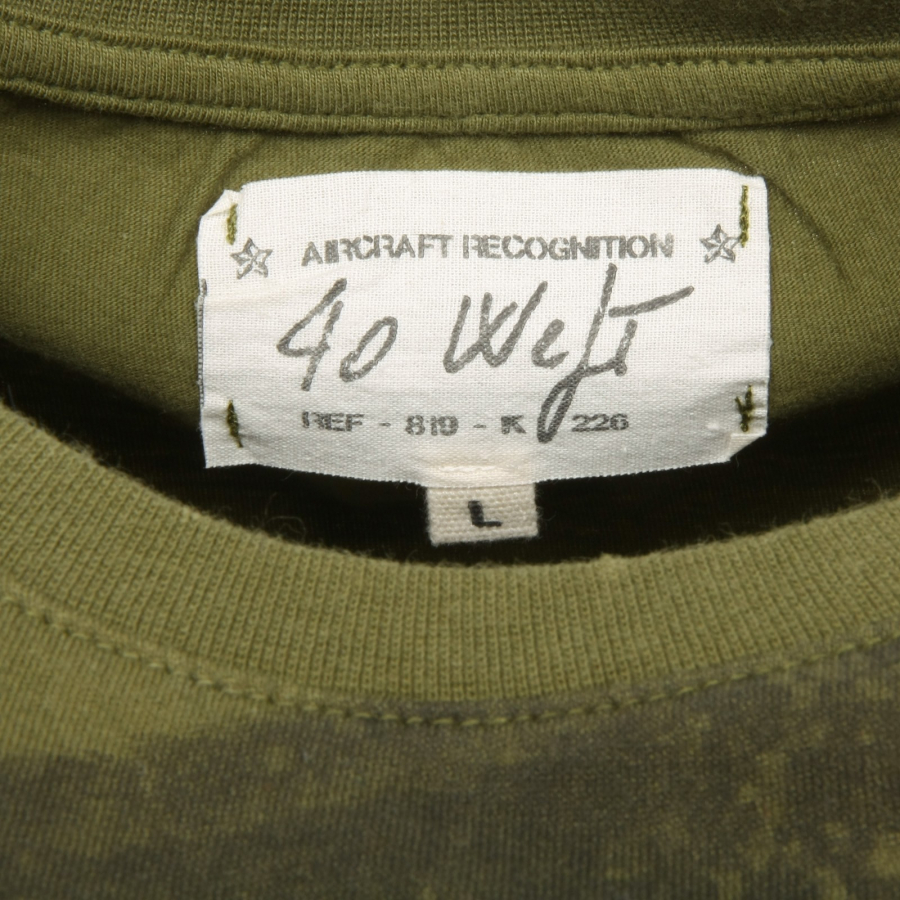 AIRCRAFT RECOGNITION
40 Weft
REF - 819 - K 226
L